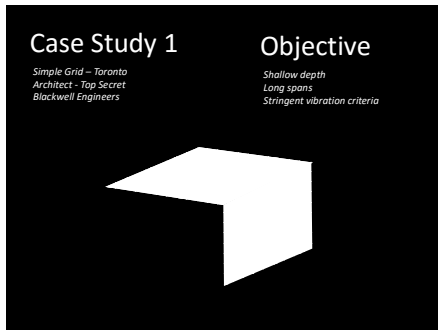 Case Study 1
Simple Grid – Toronto
Architect - Top Secret
Blackwell Engineers
Objective
Shallow depth
Long spans
Stringent vibration criteria